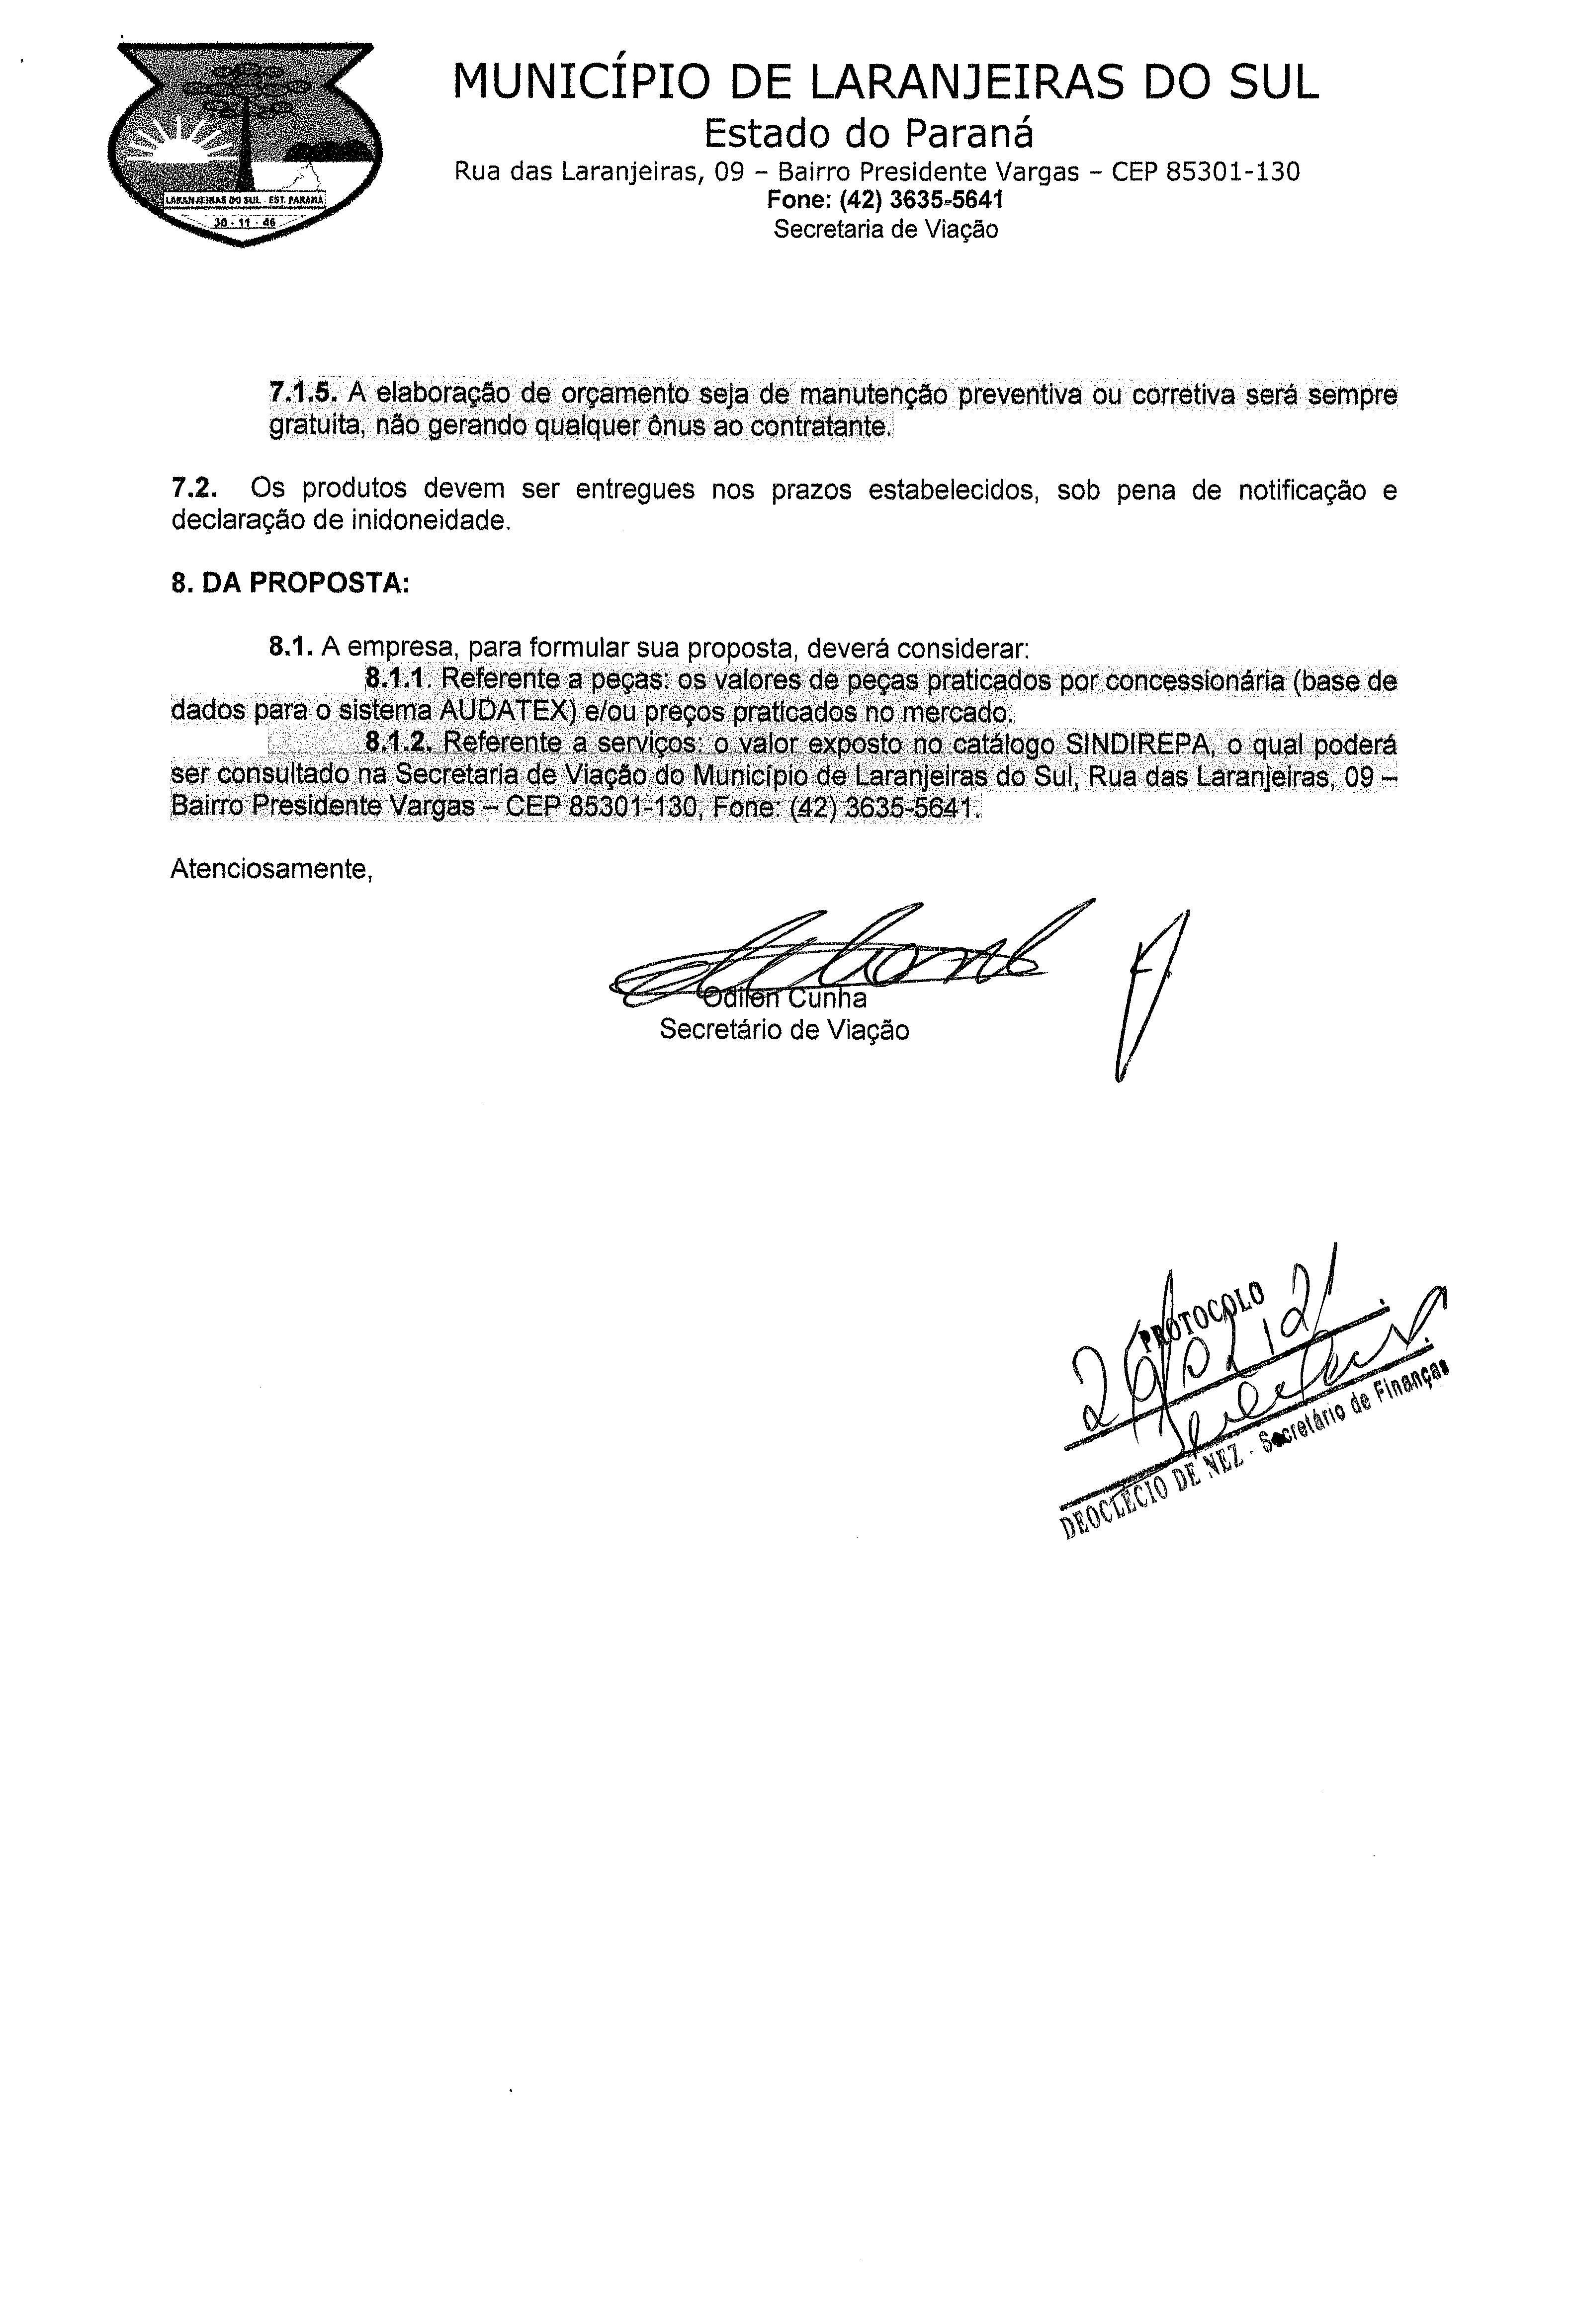 MUNICÍPIO DE LARANJEIRAS DO SUL
Estado do Paraná
Rua das Laranjeiras, 09 – Bairro Presidente Vargas – CEP 85301-130
Fone: (42) 3635-5641
Secretaria de Viação
LARANJEIRAS DO SUL - EST. PARANÁ
30 - 11 - 46
7.1.5. A elaboração de orçamento seja de manutenção preventiva ou corretiva será sempre
gratuita, não gerando qualquer ônus ao contratante.
7.2. Os produtos devem ser entregues nos prazos estabelecidos, sob pena de notificação e
declaração de inidoneidade.
8. DA PROPOSTA:
8.1. A empresa, para formular sua proposta, deverá considerar:
8.1.1. Referente a peças: os valores de peças praticados por concessionária (base de
dados para o sistema AUDATEX) e/ou preços praticados no mercado.
8.1.2. Referente a serviços: o valor exposto no catálogo SINDIREPA, o qual poderá
ser consultado na Secretaria de Viação do Município de Laranjeiras do Sul, Rua das Laranjeiras, 09 –
Bairro Presidente Vargas – CEP 85301-130, Fone: (42) 3635-5641.
Atenciosamente,
Odilen Cunha
Secretário de Viação
PROTOCOLO
DEOCLÉCIO DE NEZ - Secretário de Finanças